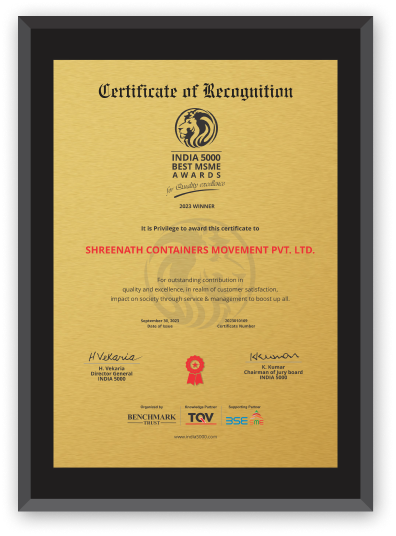 Certificate of Recognition
INDIA 5000
BEST MSME
AWARDS
for Quality excellence
2023 WINNER
It is Privilege to award this certificate to
SHREENATH CONTAINERS MOVEMENT PVT. LTD.
For outstanding contribution in
quality and excellence, in realm of customer satisfaction,
impact on society through service & management to boost up all.
September 30, 2023
Date of Issue
Certificate Number
H Vekaria
H. Vekaria
Director General
INDIA 5000
KKumar
K. Kumar
Chairman of Jury board
INDIA 5000
Organized by
BENCHMARK
TRUST
Knowledge Partner
TQV
Supporting Partner
BSE SME
www.india5000.com